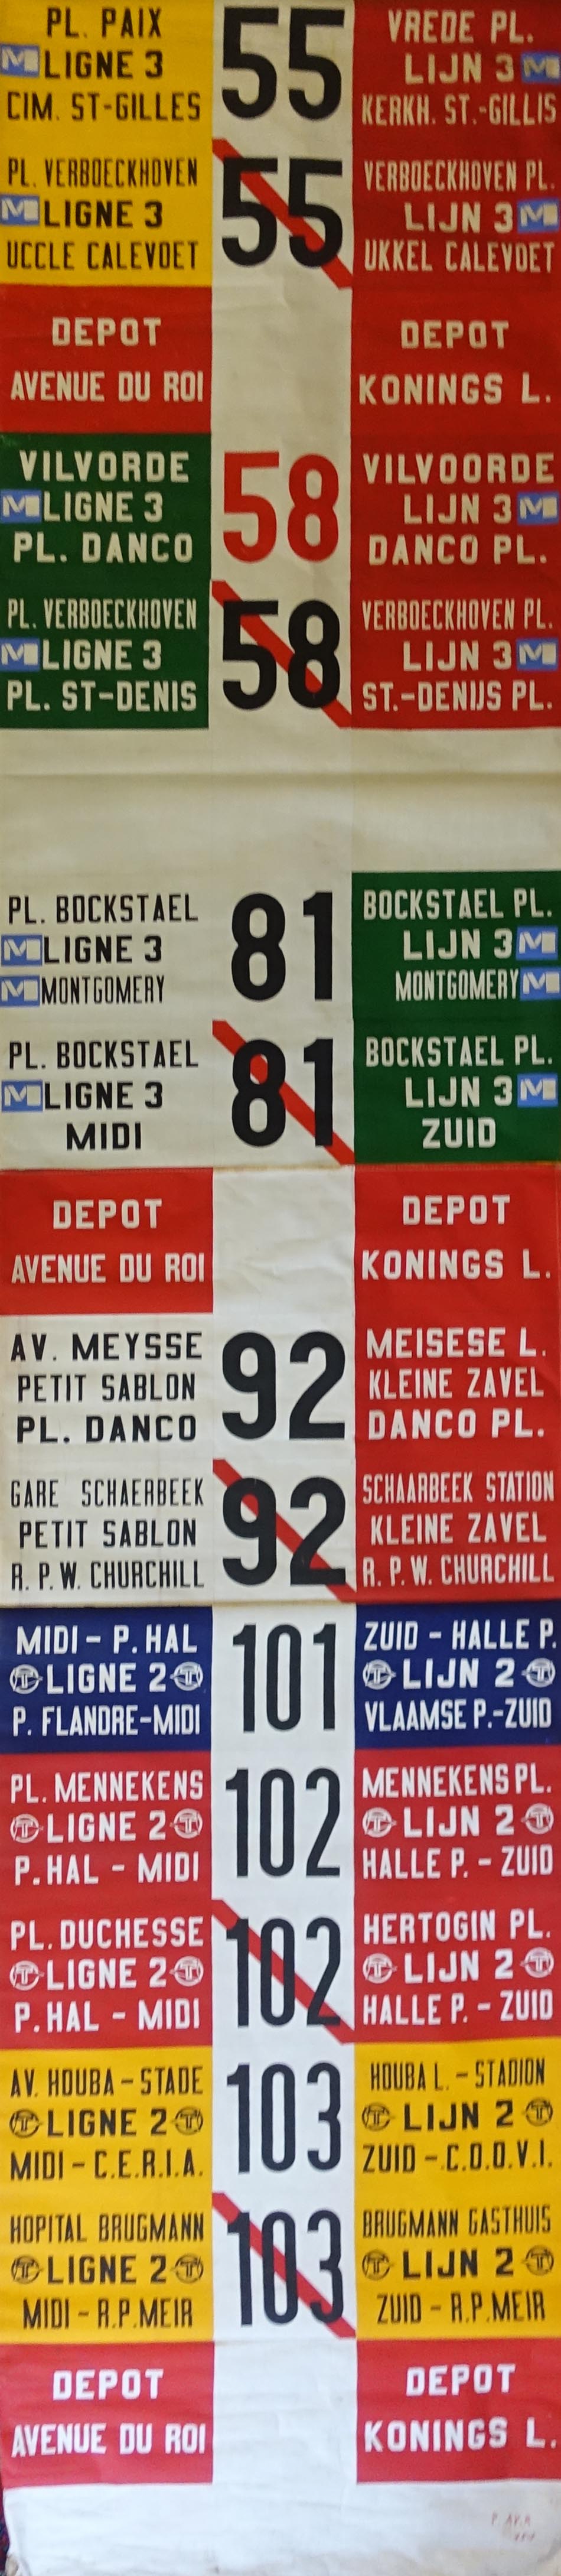 PL. PAIX 55 VREDE PL.
M LIGNE 3 LIJN 3 M
CIM. ST-GILLES KERKH. ST.-GILLIS
PL. VERBOECKHOVEN 55 VERBOECKHOVEN PL.
M LIGNE 3 LIJN 3 M
UCCLE CALEVOET UKKEL CALEVOET
DEPOT DEPOT
AVENUE DU ROI KONINGS L.
VILVORDE 58 VILVOORDE
M LIGNE 3 LIJN 3 M
PL. DANCO DANCO PL.
PL. VERBOECKHOVEN 58 VERBOECKHOVEN PL.
M LIGNE 3 LIJN 3 M
PL. ST-DENIS ST.-DENIJS PL.
PL. BOCKSTAEL 81 BOCKSTAEL PL.
M LIGNE 3 LIJN 3 M
M MONTGOMERY MONTGOMERY M
PL. BOCKSTAEL 81 BOCKSTAEL PL.
M LIGNE 3 LIJN 3 M
MIDI ZUID
DEPOT DEPOT
AVENUE DU ROI KONINGS L.
AV. MEYSSE 92 MEISESE L.
PETIT SABLON KLEINE ZAVEL
PL. DANCO DANCO PL.
GARE SCHAERBEEK 92 SCHAARBEEK STATION
PETIT SABLON KLEINE ZAVEL
R. P. W. CHURCHILL R. P. W. CHURCHILL
MIDI - P. HAL 101 ZUID - HALLE P.
T LIGNE 2 T T LIJN 2 T
P. FLANDRE-MIDI VLAAMSE P.-ZUID
PL. MENNEKENS 102 MENNEKENS PL.
T LIGNE 2 T T LIJN 2 T
P. HAL - MIDI HALLE P. - ZUID
PL. DUCHESSE 102 HERTOGIN PL.
T LIGNE 2 T T LIJN 2 T
P. HAL - MIDI HALLE P. - ZUID
AV. HOUBA - STADE 103 HOUBA L. - STADION
T LIGNE 2 T T LIJN 2 T
MIDI - C.E.R.I.A. ZUID - C.O.O.V.I.
HOPITAL BRUGMANN 103 BRUGMANN GASTHUIS
T LIGNE 2 T T LIJN 2 T
MIDI - R.P.MEIR ZUID - R.P.MEIR
DEPOT DEPOT
AVENUE DU ROI KONINGS L.